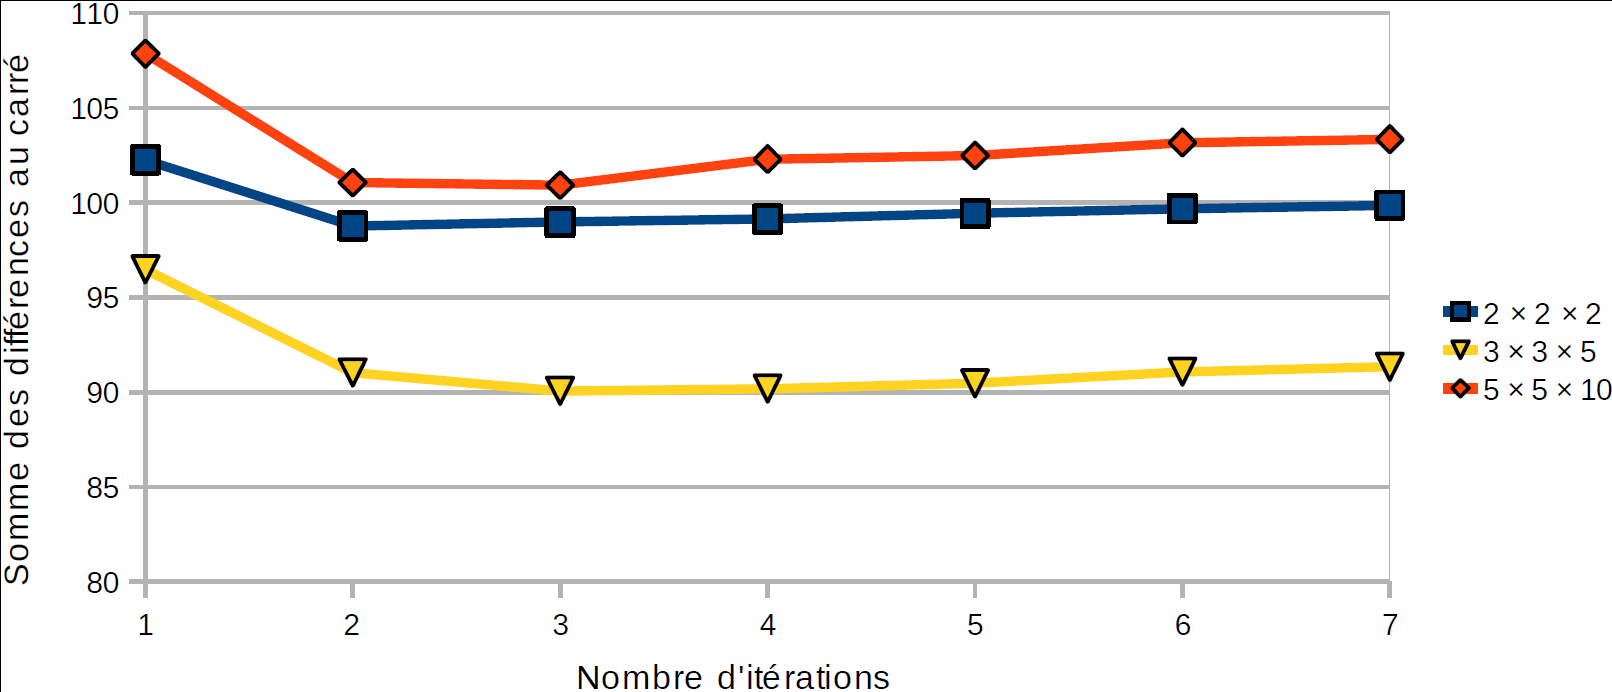 Somme des différences au carré
110
105
100
95
90
85
80
1 2 3 4 5 6 7
Nombre d'itérations
2 × 2 × 2
3 × 3 × 5
5 × 5 × 10